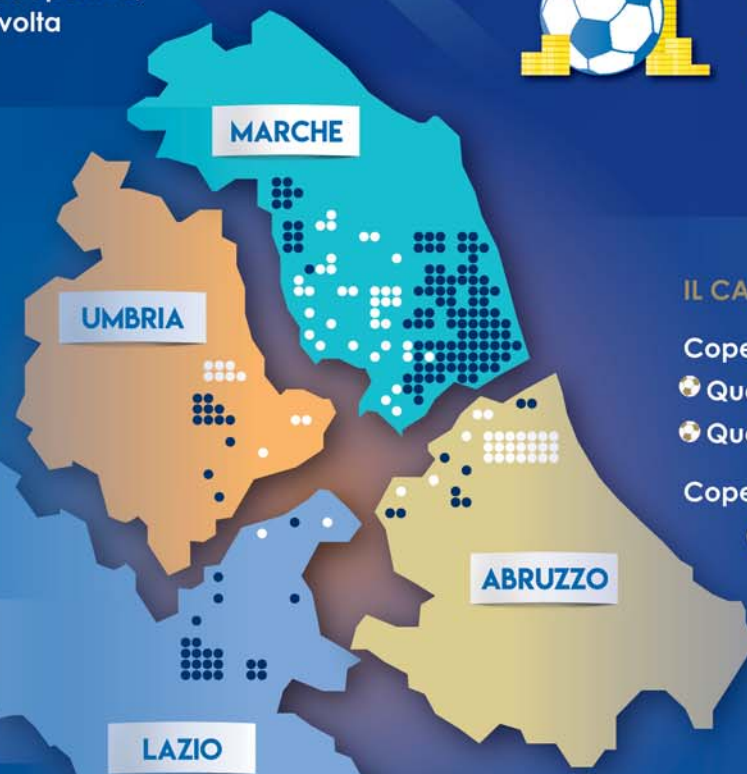 volta
MARCHE
UMBRIA
IL CA
Cope
Qu
Qu
Cope
ABRUZZO
LAZIO